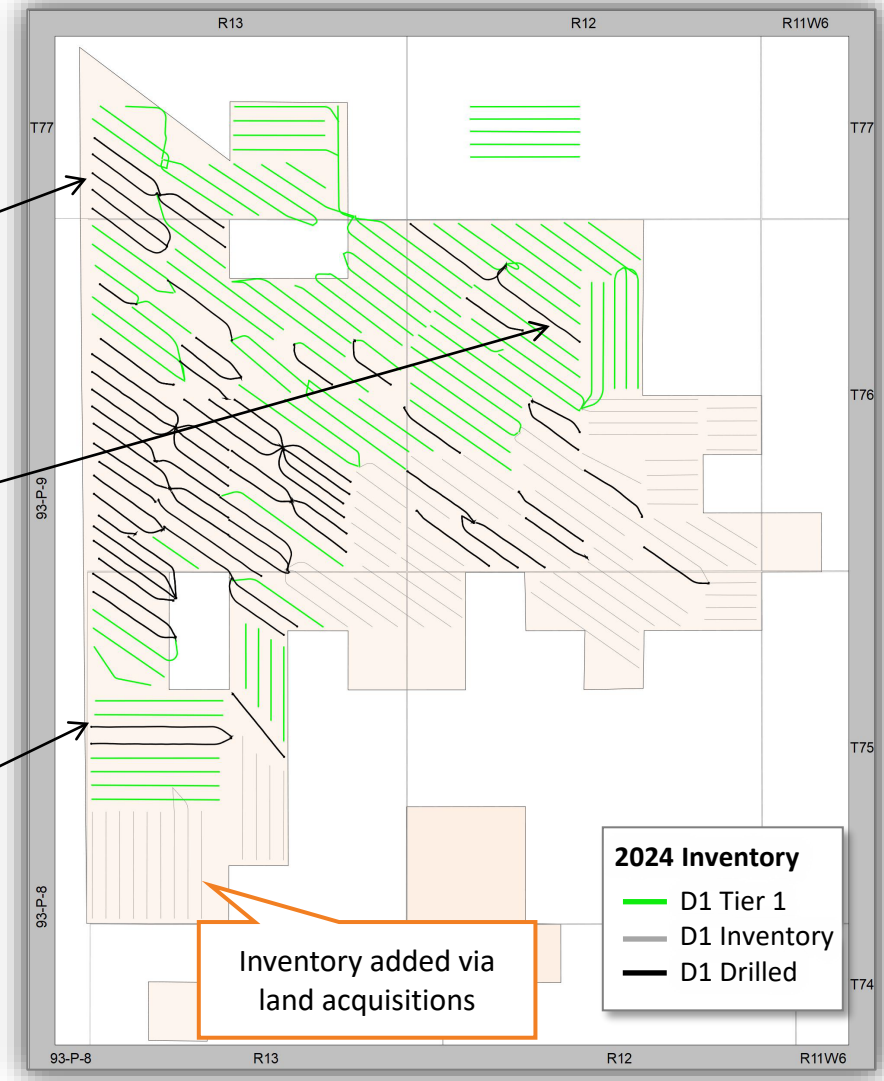 R13 R12 R11W6
T77 T77
T76
93-P-9
T75
93-P-8
2024 Inventory
D1 Tier 1
D1 Inventory
D1 Drilled
Inventory added via
land acquisitions
T74
93-P-8 R13 R12 R11W6